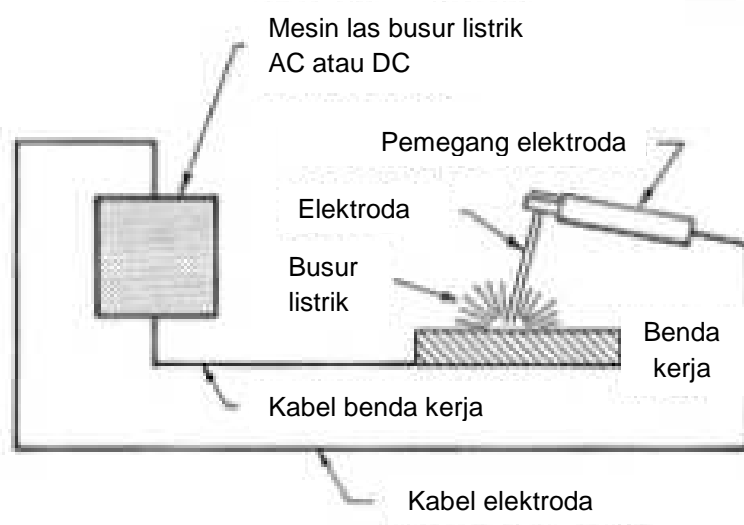 Mesin las busur listrik
AC atau DC
Pemegang elektroda
Elektroda
Busur
listrik
Benda
kerja
Kabel benda kerja
Kabel elektroda